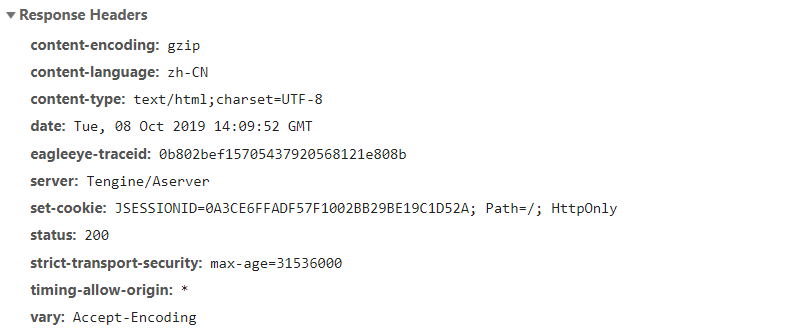 Response Headers
content-encoding: gzip
content-language: zh-CN
content-type: text/html;charset=UTF-8
date: Tue, 08 Oct 2019 14:09:52 GMT
eagleeye-traceid: 0b802bef15705437920568121e808b
server: Tengine/Aserver
set-cookie: JSESSIONID=0A3CE6FFADF57F1002BB29BE19C1D52A; Path=/; HttpOnly
status: 200
strict-transport-security: max-age=31536000
timing-allow-origin: *
vary: Accept-Encoding